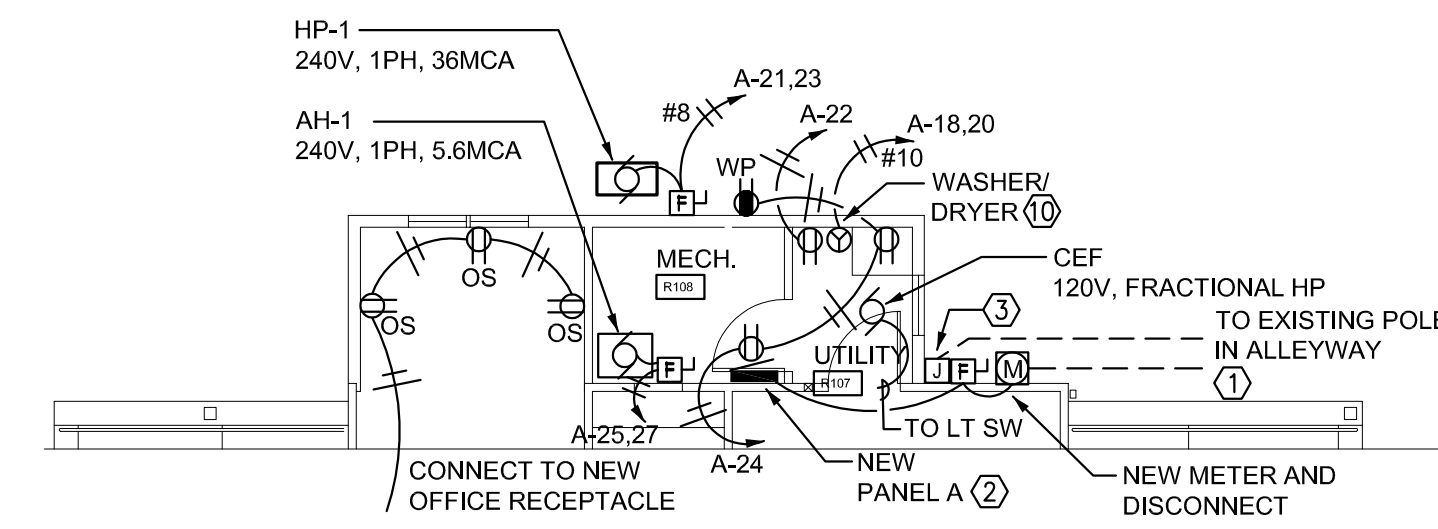 HP-1
240V, 1PH, 36MCA
A-21,23
#8
A-22
A-18,20
#10
AH-1
240V, 1PH, 5.6MCA
WP
WASHER/
DRYER 10
MECH.
R108
OS
OS
OS
CEF
120V, FRACTIONAL HP
3
TO EXISTING POLE
IN ALLEYWAY
1
UTILITY
R107
F
F
J
F
M
A-25,27
A-24
TO LT SW
CONNECT TO NEW
OFFICE RECEPTACLE
NEW
PANEL A 2
NEW METER AND
DISCONNECT